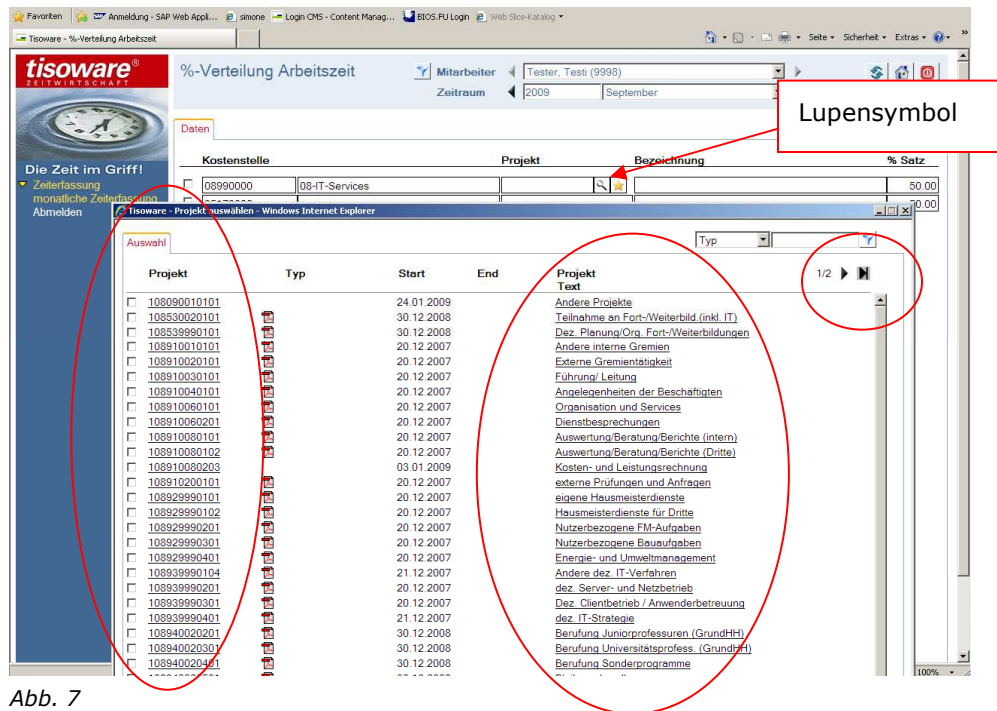 Favoriten Anmeldung - SAP Web Appli... simone Login CMS - Content Manag... BIOS.FU Login Web Slice-Katalog
Tisoware - %-Verteilung Arbeitszeit Seite Sicherheit Extras
tisoware®
ZEITWIRTSCHAFT
%-Verteilung Arbeitszeit Mitarbeiter Tester, Testi (9998)
Zeitraum 2009 September
Lupensymbol
Daten
Kostenstelle Projekt Bezeichnung % Satz
Die Zeit im Griff!
Zeiterfassung
monatliche Zeiterfassung
Abmelden
08990000 08-IT-Services 50.00
Tisoware - Projekt auswählen - Windows Internet Explorer
Auswahl Typ
Projekt Typ Start End Projekt Text 1/2
108090010101 24.01.2009 Andere Projekte
108530020101 30.12.2008 Teilnahme an Fort-/Weiterbild.(inkl. IT)
108539990101 30.12.2008 Dez. Planung/Org. Fort-/Weiterbildungen
108910010101 20.12.2007 Andere interne Gremien
108910020101 20.12.2007 Externe Gremientätigkeit
108910030101 20.12.2007 Führung/ Leitung
108910040101 20.12.2007 Angelegenheiten der Beschäftigten
108910060101 20.12.2007 Organisation und Services
108910060201 20.12.2007 Dienstbesprechungen
108910080101 20.12.2007 Auswertung/Beratung/Berichte (intern)
108910080102 20.12.2007 Auswertung/Beratung/Berichte (Dritte)
108910080203 03.01.2009 Kosten- und Leistungsrechnung
108910200101 20.12.2007 externe Prüfungen und Anfragen
108929990101 20.12.2007 eigene Hausmeisterdienste
108929990102 20.12.2007 Hausmeisterdienste für Dritte
108929990201 20.12.2007 Nutzerbezogene FM-Aufgaben
108929990301 20.12.2007 Nutzerbezogene Bauaufgaben
108929990401 20.12.2007 Energie- und Umweltmanagement
108939990104 21.12.2007 Andere dez. IT-Verfahren
108939990201 20.12.2007 dez. Server- und Netzbetrieb
108939990301 20.12.2007 Dez. Clientbetrieb / Anwenderbetreuung
108939990401 21.12.2007 dez. IT-Strategie
108940020201 30.12.2008 Berufung Juniorprofessuren (GrundHH)
108940020301 30.12.2008 Berufung Universitätsprofess. (GrundHH)
108940020401 30.12.2008 Berufung Sonderprogramme
100%
Abb. 7